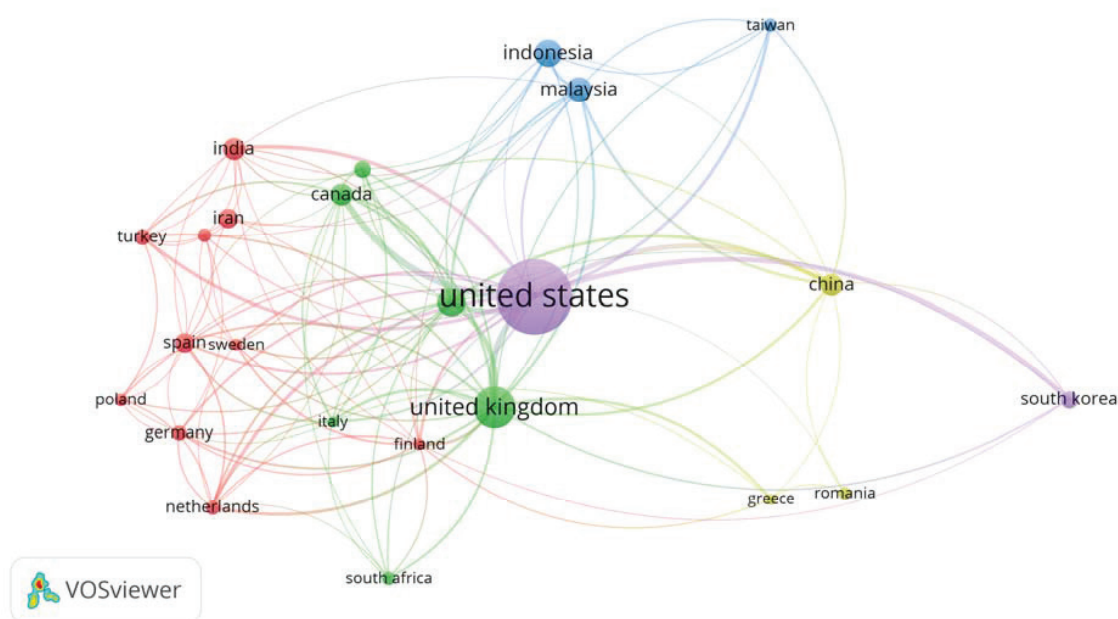 taiwan
indonesia
malaysia
india
canada
iran
turkey
china
united states
spain
sweden
poland
south korea
united kingdom
italy
germany
finland
greece
romania
netherlands
south africa
VOSviewer